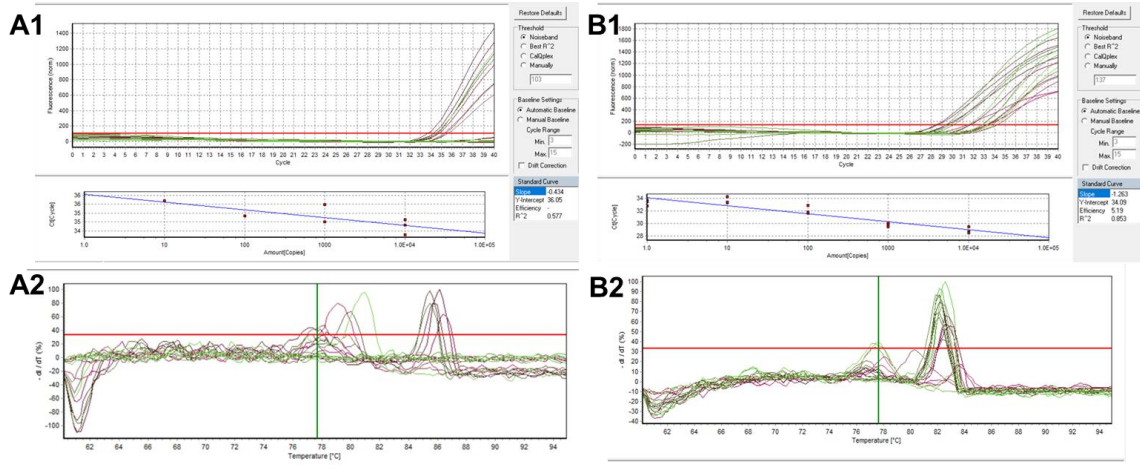 A1
Fluorescence (norm.)
1400
1200
1000
800
600
400
200
0
0 1 2 3 4 5 6 7 8 9 10 11 12 13 14 15 16 17 18 19 20 21 22 23 24 25 26 27 28 29 30 31 32 33 34 35 36 37 38 39 40
Cycle
Restore Defaults
Threshold
Noiseband
Best R^2
CalQplex
Manually
103
Baseline Settings
Automatic Baseline
Manual Baseline
Cycle Range
Min. 3
Max. 15
Drift Correction
Standard Curve
Slope -0.434
Y-Intercept 36.05
Efficiency -
R^2 0.577
Ct[Cycle]
36
36
35
34
1.0 10 100 1000 1.0E+04 1.0E+05
Amount[Copies]
B1
Fluorescence (norm.)
1800
1600
1400
1200
1000
800
600
400
200
0
-200
0 1 2 3 4 5 6 7 8 9 10 11 12 13 14 15 16 17 18 19 20 21 22 23 24 25 26 27 28 29 30 31 32 33 34 35 36 37 38 39 40
Cycle
Restore Defaults
Threshold
Noiseband
Best R^2
CalQplex
Manually
137
Baseline Settings
Automatic Baseline
Manual Baseline
Cycle Range
Min. 3
Max. 15
Drift Correction
Standard Curve
Slope -1.263
Y-Intercept 34.09
Efficiency 5.19
R^2 0.853
Ct[Cycle]
34
32
30
28
1.0 10 100 1000 1.0E+04 1.0E+05
Amount[Copies]
A2
- dI / dT (%)
100
80
60
40
20
0
-20
-40
-60
-80
-100
62 64 66 68 70 72 74 76 78 80 82 84 86 88 90 92 94
Temperature [°C]
B2
- dI / dT (%)
100
90
80
70
60
50
40
30
20
10
0
-10
-20
-30
-40
62 64 66 68 70 72 74 76 78 80 82 84 86 88 90 92 94
Temperature [°C]